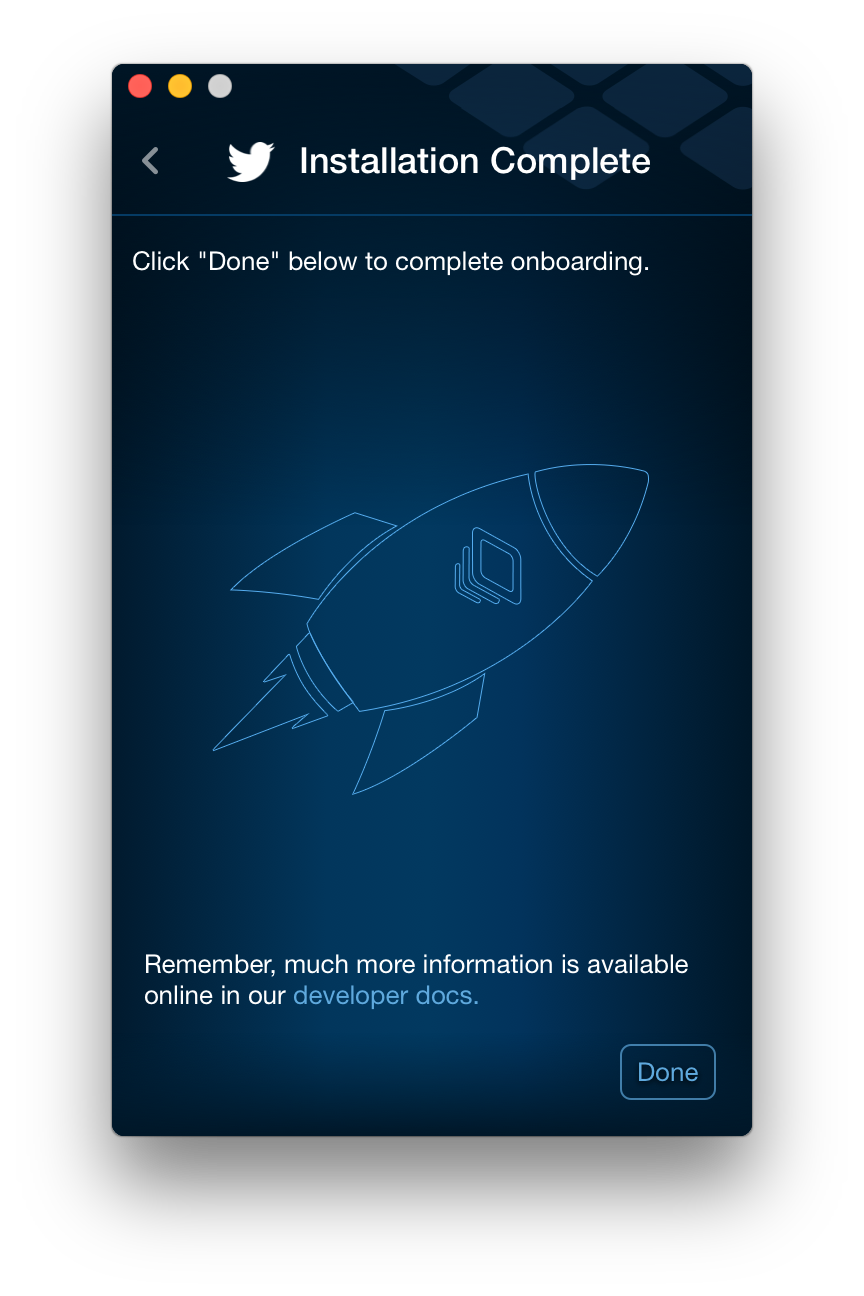 Installation Complete
Click "Done" below to complete onboarding.
Remember, much more information is available
online in our developer docs.
Done